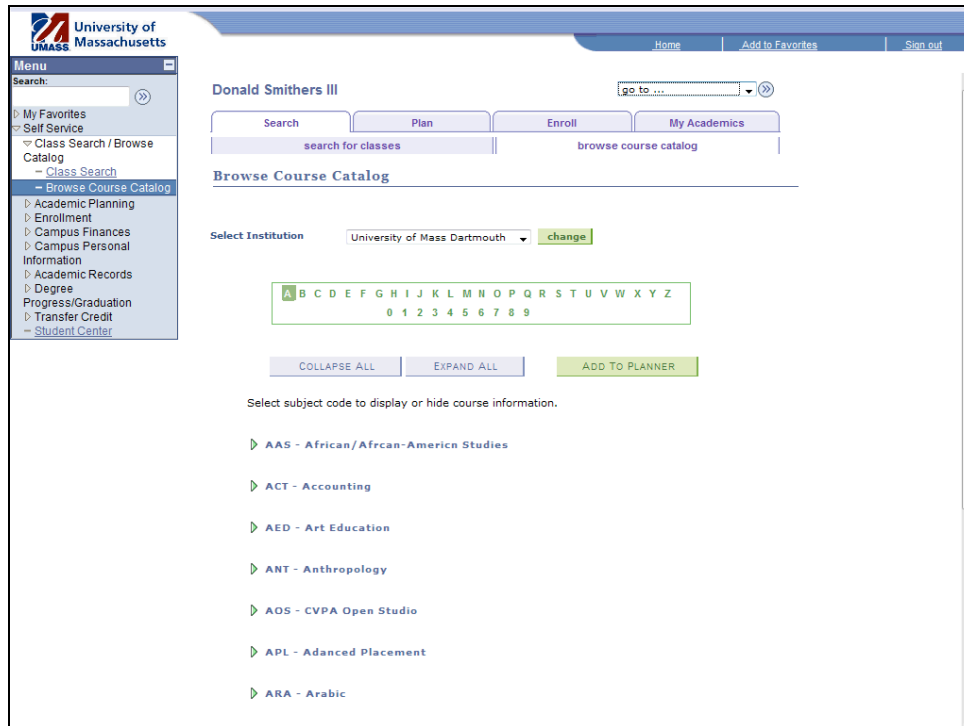 University of
Massachusetts
UMASS
Home Add to Favorites Sign out
Menu
Search:
My Favorites
Self Service
Class Search / Browse
Catalog
Class Search
Browse Course Catalog
Academic Planning
Enrollment
Campus Finances
Campus Personal
Information
Academic Records
Degree
Progress/Graduation
Transfer Credit
Student Center
Donald Smithers III go to ...
Search Plan Enroll My Academics
search for classes browse course catalog
Browse Course Catalog
Select Institution University of Mass Dartmouth change
A B C D E F G H I J K L M N O P Q R S T U V W X Y Z
0 1 2 3 4 5 6 7 8 9
COLLAPSE ALL EXPAND ALL ADD TO PLANNER
Select subject code to display or hide course information.
AAS - African/Afrcan-Americn Studies
ACT - Accounting
AED - Art Education
ANT - Anthropology
AOS - CVPA Open Studio
APL - Adanced Placement
ARA - Arabic